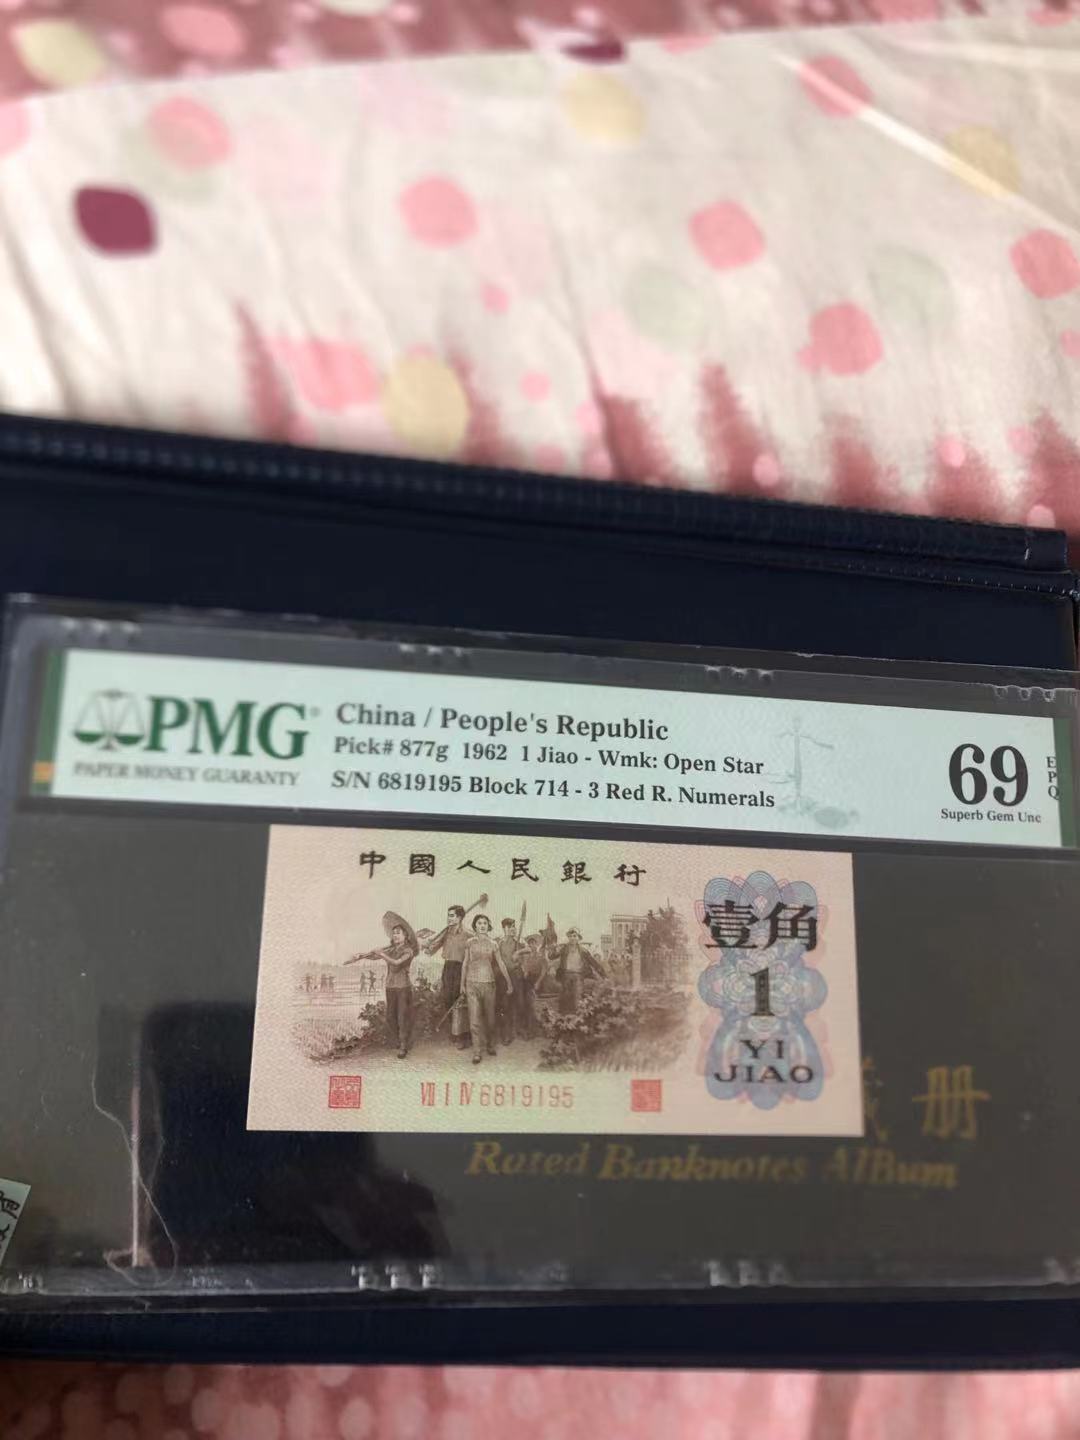 PMG®
PAPER MONEY GUARANTY
China / People's Republic
Pick# 877g 1962 1 Jiao - Wmk: Open Star
S/N 6819195 Block 714 - 3 Red R. Numerals
69
EPQ
Superb Gem Unc
中國人民銀行
壹角
1
YI
JIAO
Ⅶ Ⅰ Ⅳ 6819195
册
Rated Banknotes AlBum